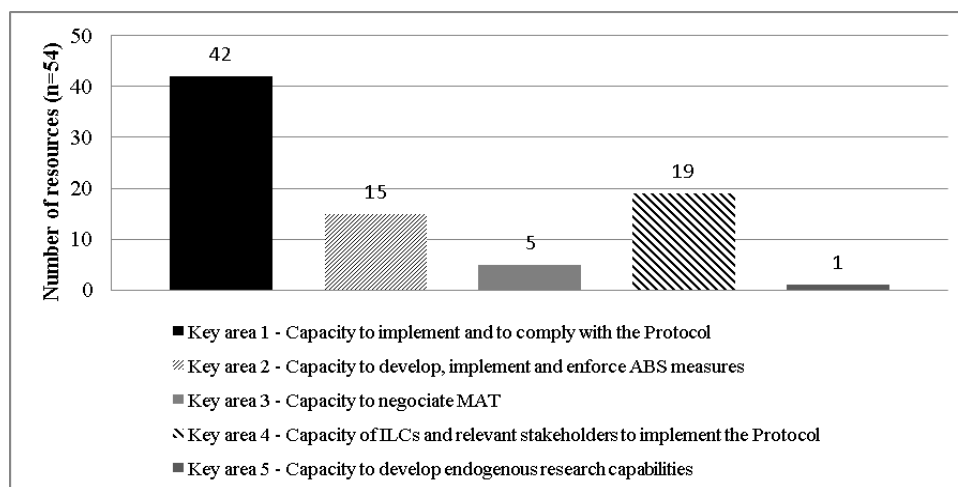 Number of resources (n=54)
50
40
30
20
10
0
42
15
5
19
1
Key area 1 - Capacity to implement and to comply with the Protocol
Key area 2 - Capacity to develop, implement and enforce ABS measures
Key area 3 - Capacity to negociate MAT
Key area 4 - Capacity of ILCs and relevant stakeholders to implement the Protocol
Key area 5 - Capacity to develop endogenous research capabilities